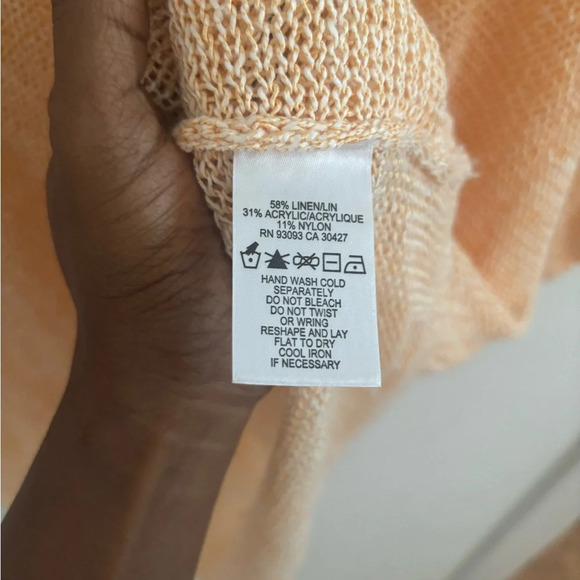 58% LINEN/LIN
31% ACRYLIC/ACRYLIQUE
11% NYLON
RN 93093 CA 30427
HAND WASH COLD
SEPARATELY
DO NOT BLEACH
DO NOT TWIST
OR WRING
RESHAPE AND LAY
FLAT TO DRY
COOL IRON
IF NECESSARY